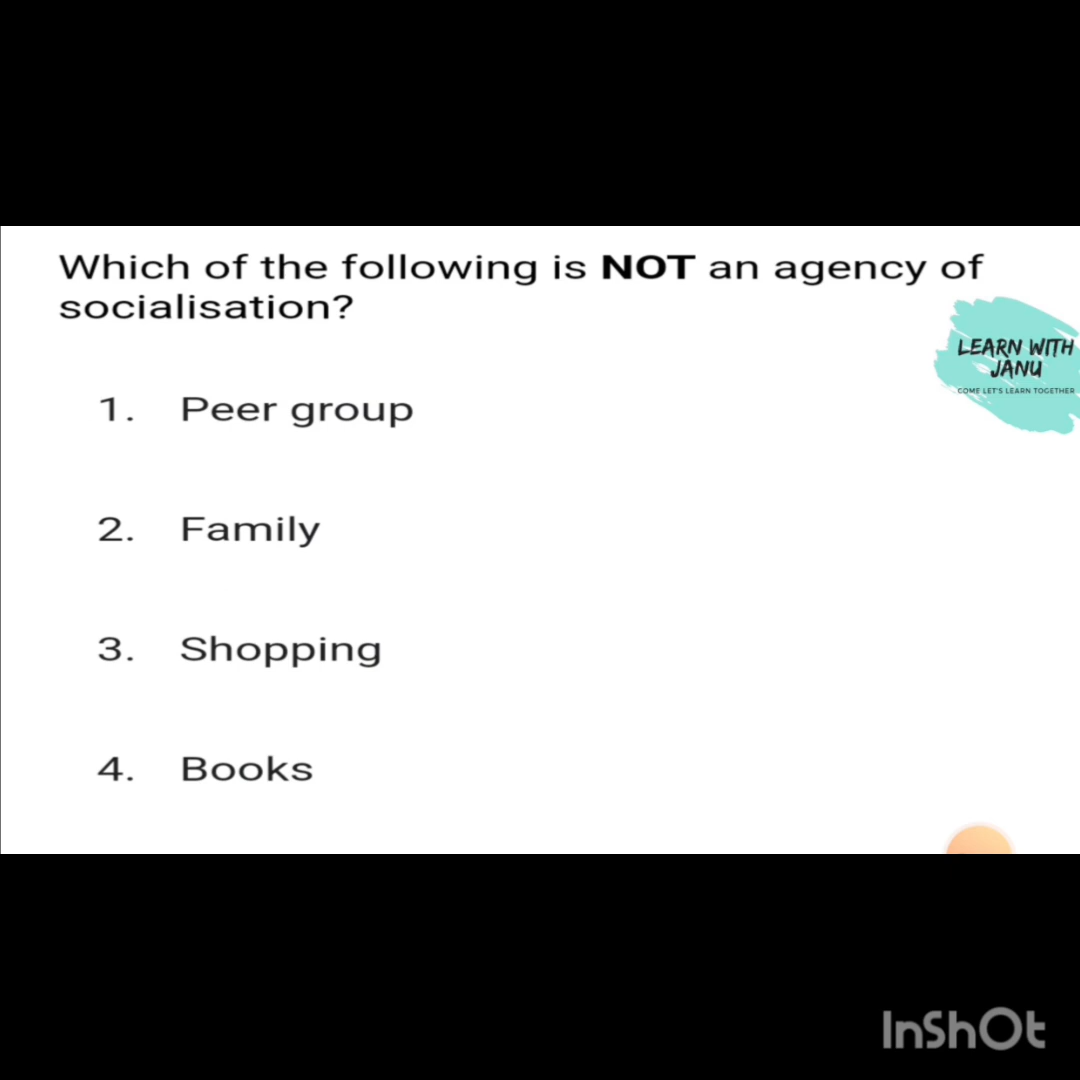 Which of the following is NOT an agency of
socialisation?
LEARN WITH
JANU
COME LET'S LEARN TOGETHER
1. Peer group
2. Family
3. Shopping
4. Books
InShOt